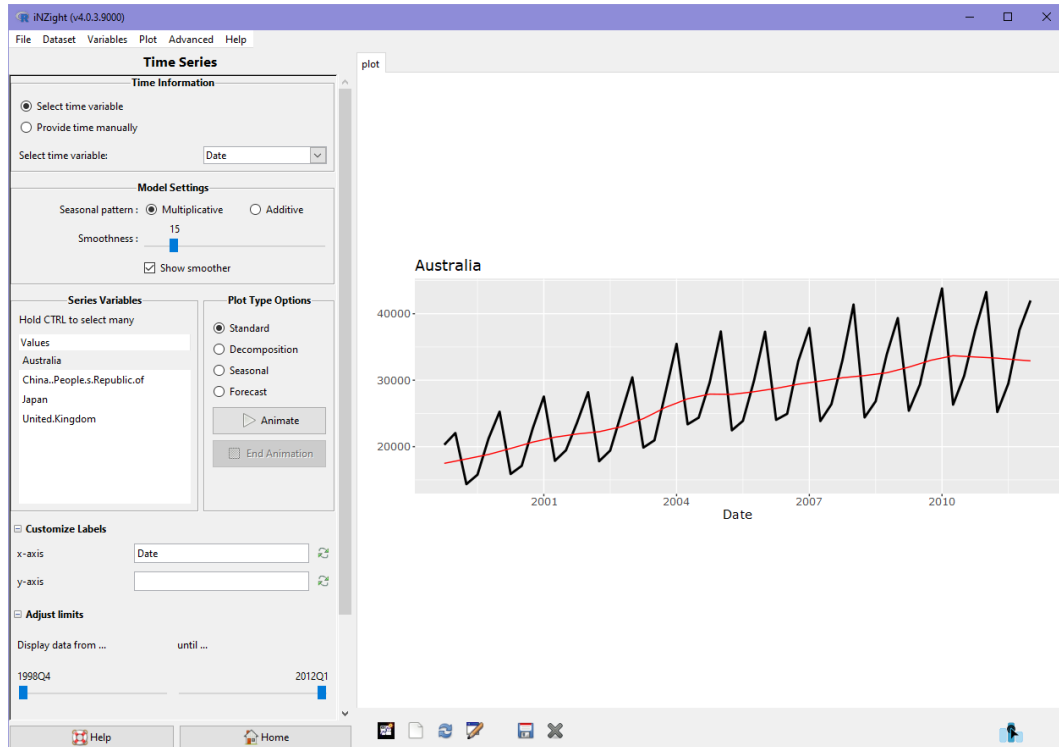 iNZight (v4.0.3.9000)
File Dataset Variables Plot Advanced Help
Time Series
Time Information
Select time variable
Provide time manually
Select time variable: Date
Model Settings
Seasonal pattern : Multiplicative Additive
15
Smoothness :
Show smoother
Series Variables
Hold CTRL to select many
Values
Australia
China..People.s.Republic.of
Japan
United.Kingdom
Plot Type Options
Standard
Decomposition
Seasonal
Forecast
Animate
End Animation
Customize Labels
x-axis Date
y-axis
Adjust limits
Display data from ... until ...
1998Q4 2012Q1
Help Home
plot
Australia
40000
30000
20000
2001 2004 2007 2010
Date